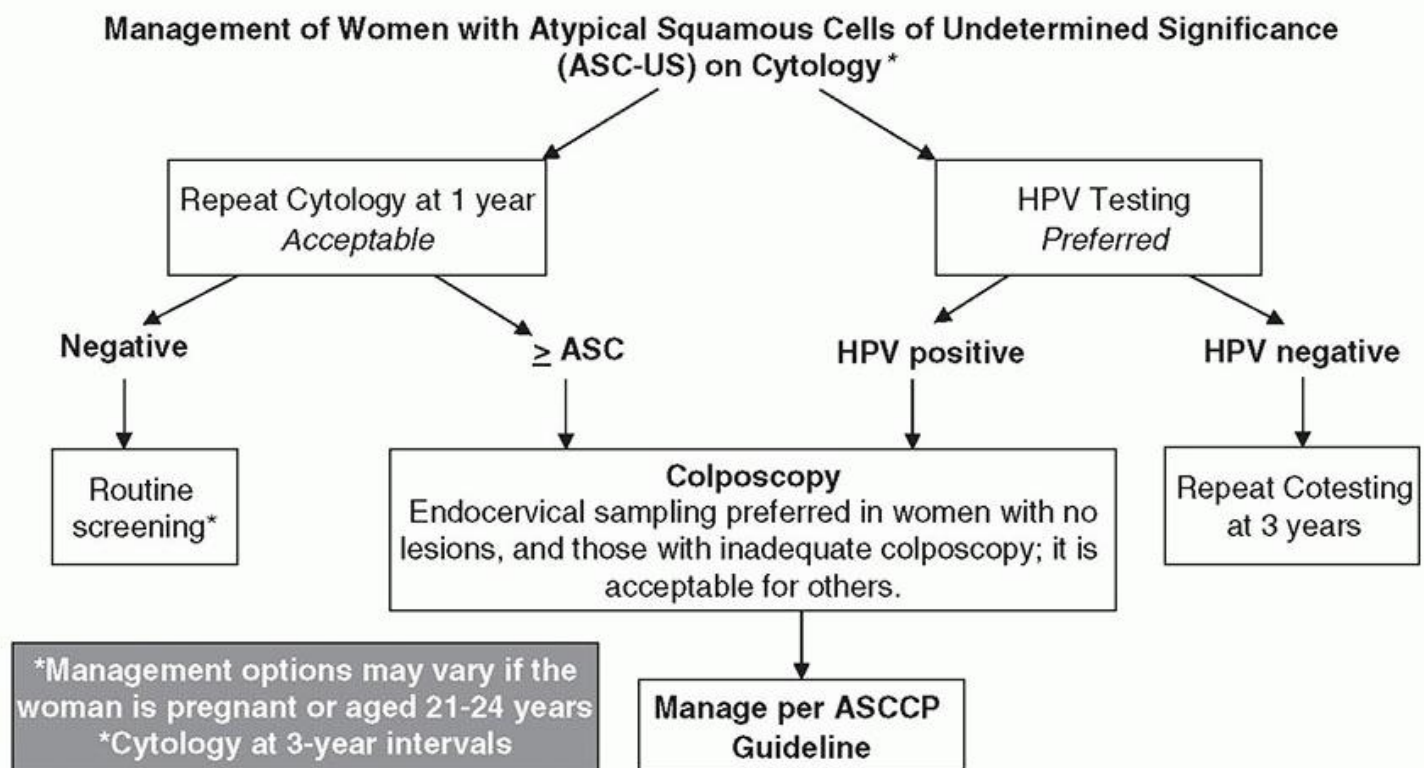 Management of Women with Atypical Squamous Cells of Undetermined Significance
(ASC-US) on Cytology*
Repeat Cytology at 1 year
Acceptable
HPV Testing
Preferred
Negative
≥ ASC
HPV positive
HPV negative
Routine
screening*
Colposcopy
Endocervical sampling preferred in women with no
lesions, and those with inadequate colposcopy; it is
acceptable for others.
Repeat Cotesting
at 3 years
*Management options may vary if the
woman is pregnant or aged 21-24 years
*Cytology at 3-year intervals
Manage per ASCCP
Guideline